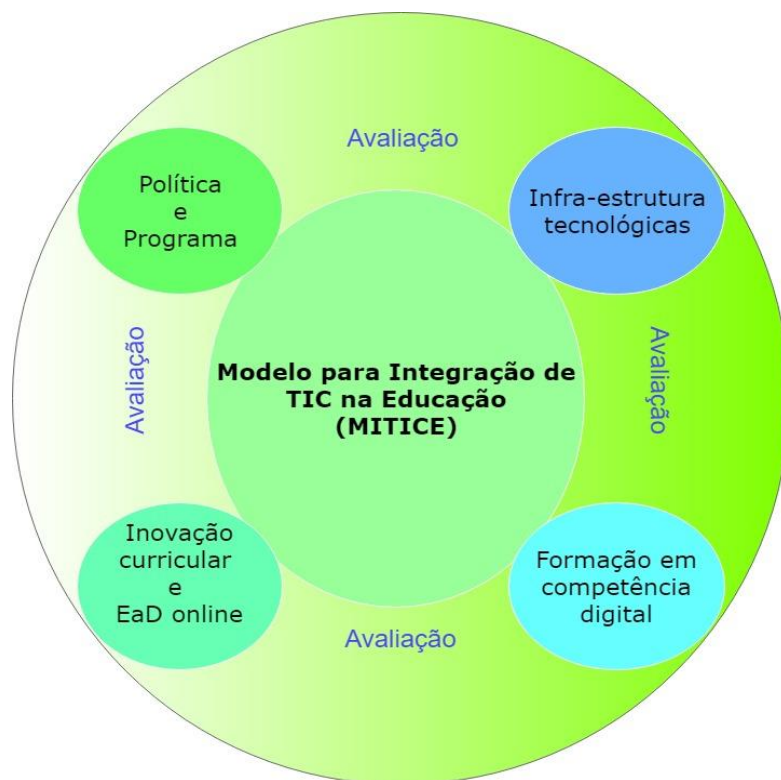 Avaliação
Política
e
Programa
Infra-estrutura
tecnológicas
Avaliação
Modelo para Integração de
TIC na Educação
(MITICE)
Avaliação
Inovação
curricular
e
EaD online
Formação em
competência
digital
Avaliação